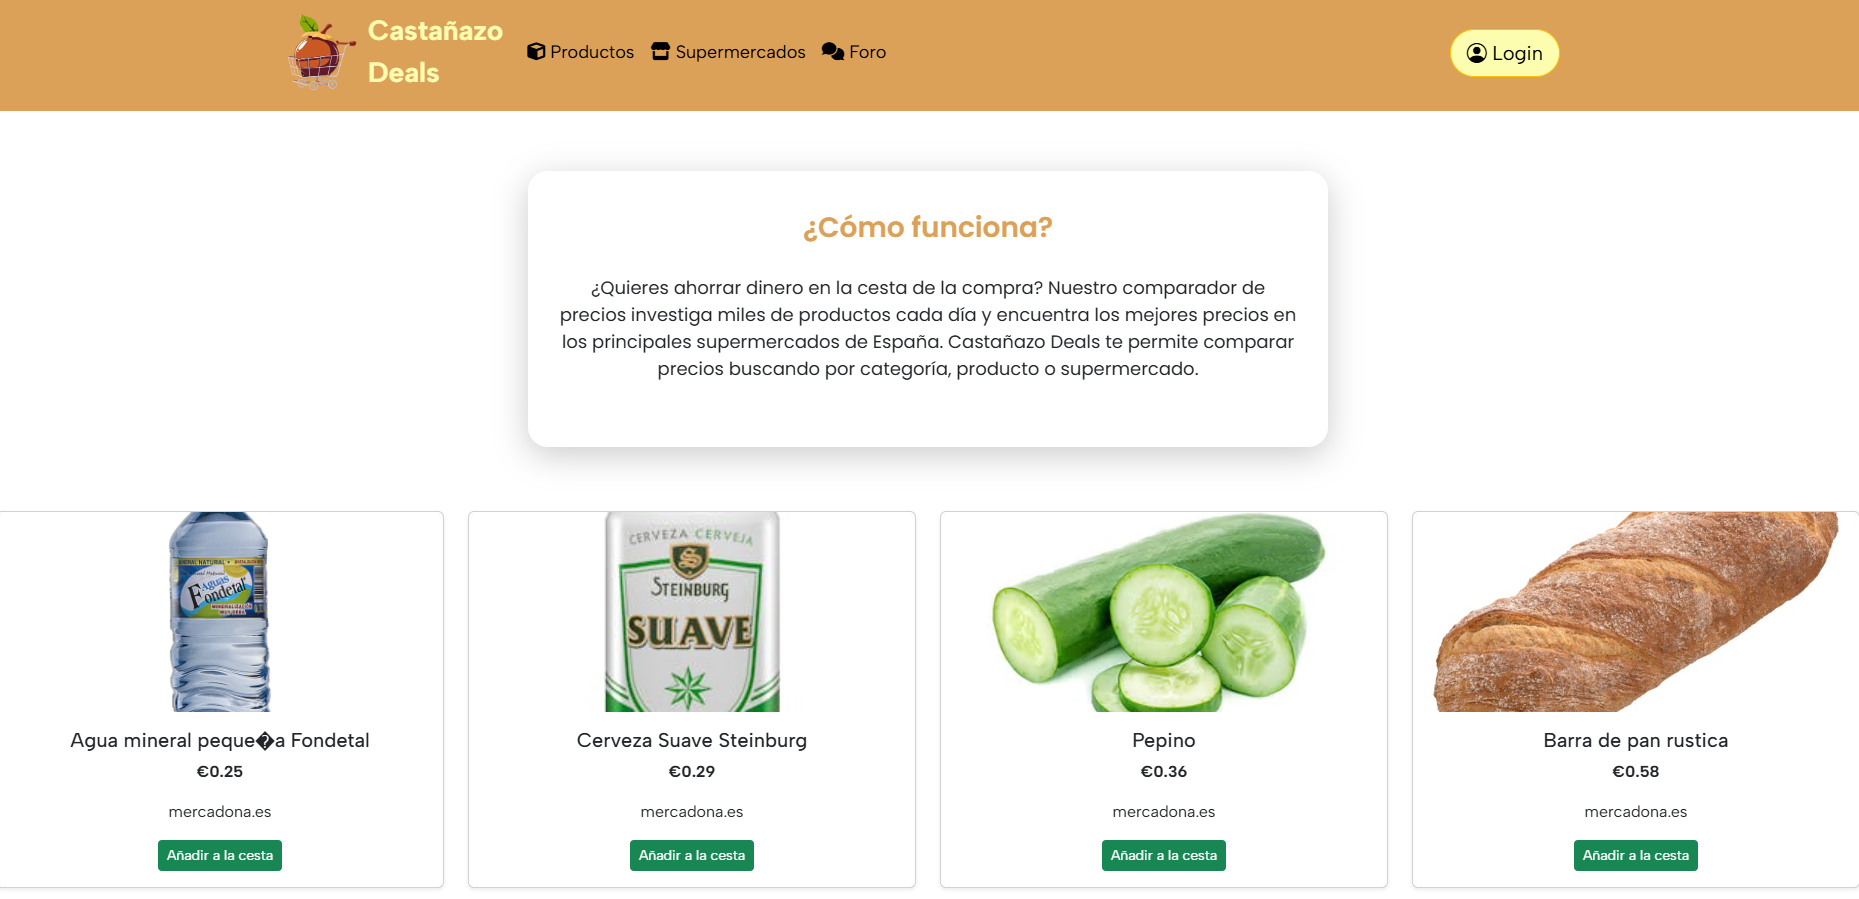 Castañazo
Deals
Productos
Supermercados
Foro
Login
¿Cómo funciona?
¿Quieres ahorrar dinero en la cesta de la compra? Nuestro comparador de
precios investiga miles de productos cada día y encuentra los mejores precios en
los principales supermercados de España. Castañazo Deals te permite comparar
precios buscando por categoría, producto o supermercado.
Aguas
Fondetal
CERVEZA CERVEJA
S
STEINBURG
SUAVE
Agua mineral peque�a Fondetal
€0.25
mercadona.es
Añadir a la cesta
Cerveza Suave Steinburg
€0.29
mercadona.es
Añadir a la cesta
Pepino
€0.36
mercadona.es
Añadir a la cesta
Barra de pan rustica
€0.58
mercadona.es
Añadir a la cesta